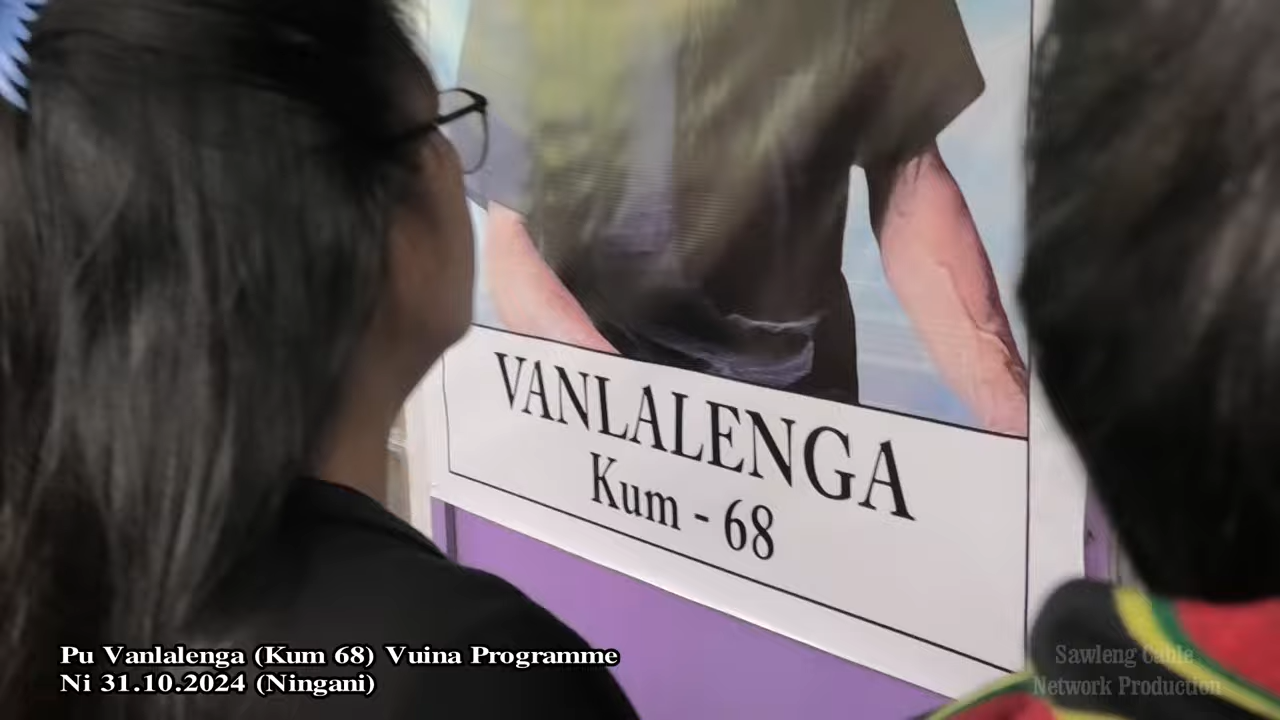 VANLALENGA
Kum - 68
Pu Vanlalenga (Kum 68) Vuina Programme
Ni 31.10.2024 (Ningani)
Sawleng Cable
Network Production